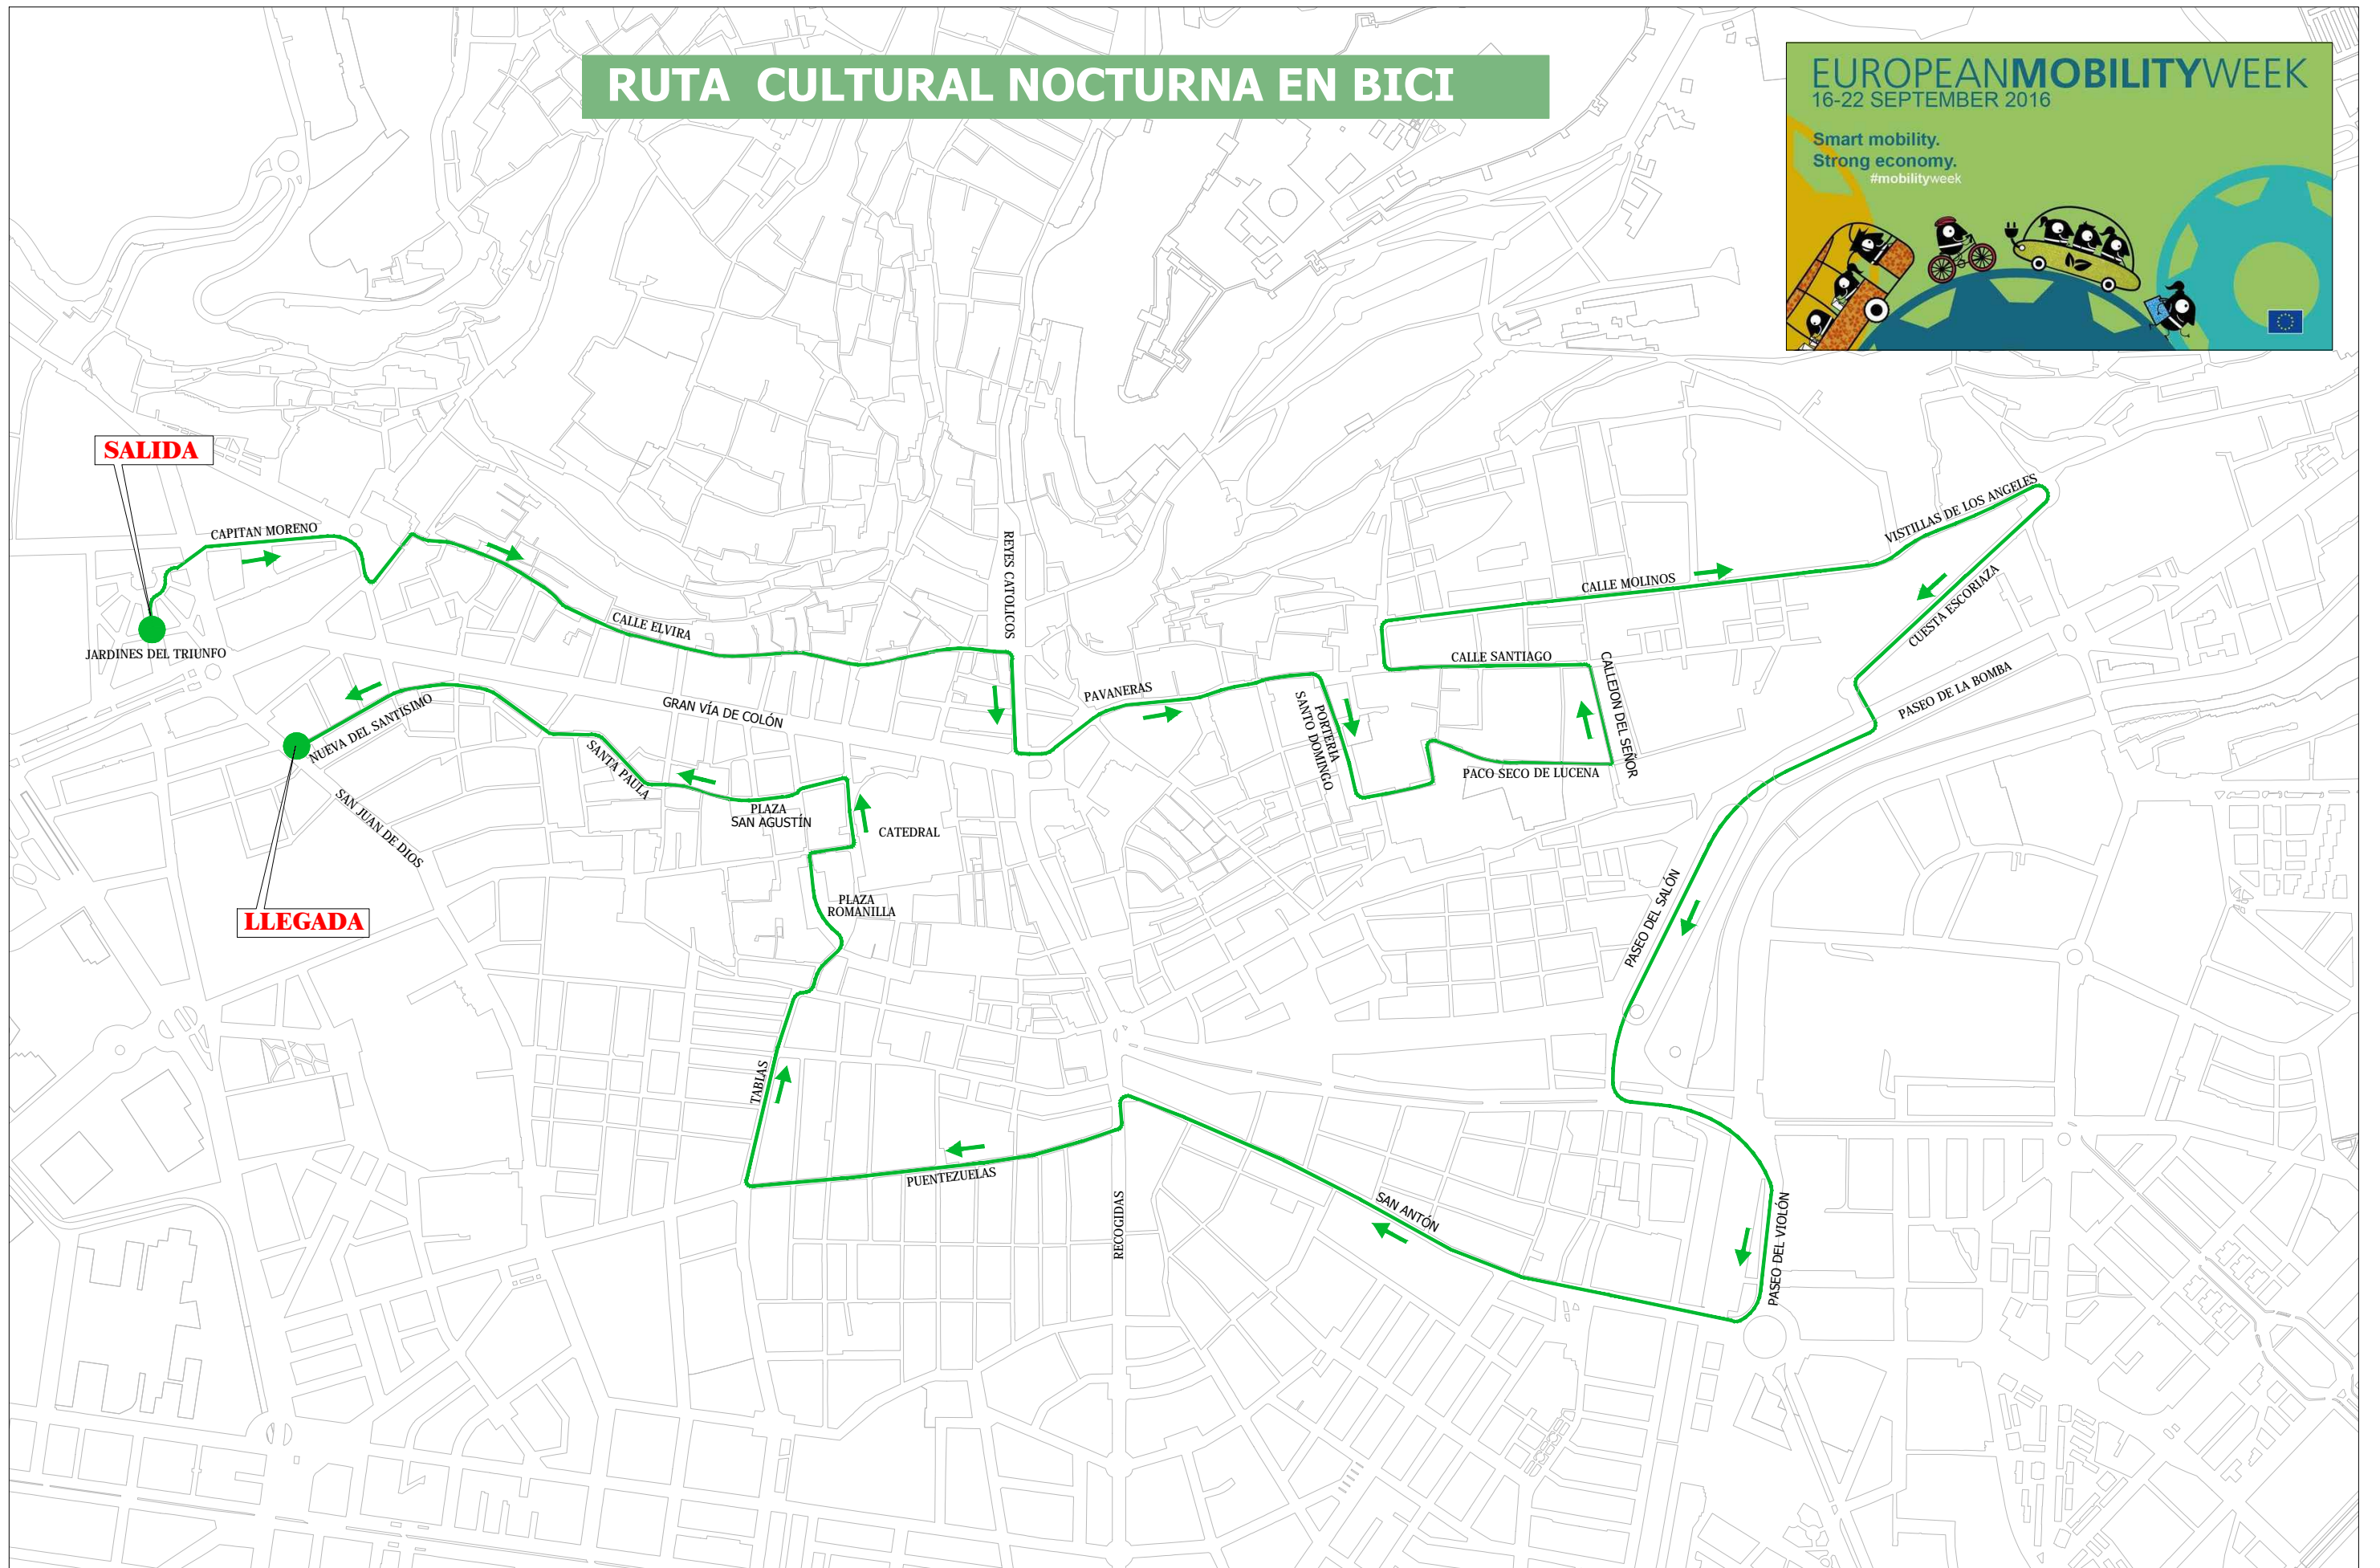 RUTA CULTURAL NOCTURNA EN BICI
EUROPEANMOBILITYWEEK
16-22 SEPTEMBER 2016
Smart mobility.
Strong economy.
#mobilityweek
SALIDA
CAPITAN MORENO
JARDINES DEL TRIUNFO
CALLE ELVIRA
REYES CATOLICOS
GRAN VÍA DE COLÓN
PAVANERAS
PORTERIA
SANTO DOMINGO
PACO SECO DE LUCENA
CALLEJON DEL SEÑOR
CALLE SANTIAGO
CALLE MOLINOS
VISTILLAS DE LOS ANGELES
CUESTA ESCORIAZA
PASEO DE LA BOMBA
PASEO DEL SALÓN
PASEO DEL VIOLÓN
SAN ANTÓN
RECOGIDAS
PUENTEZUELAS
TABLAS
PLAZA
ROMANILLA
CATEDRAL
PLAZA
SAN AGUSTÍN
SANTA PAULA
NUEVA DEL SANTISIMO
SAN JUAN DE DIOS
LLEGADA